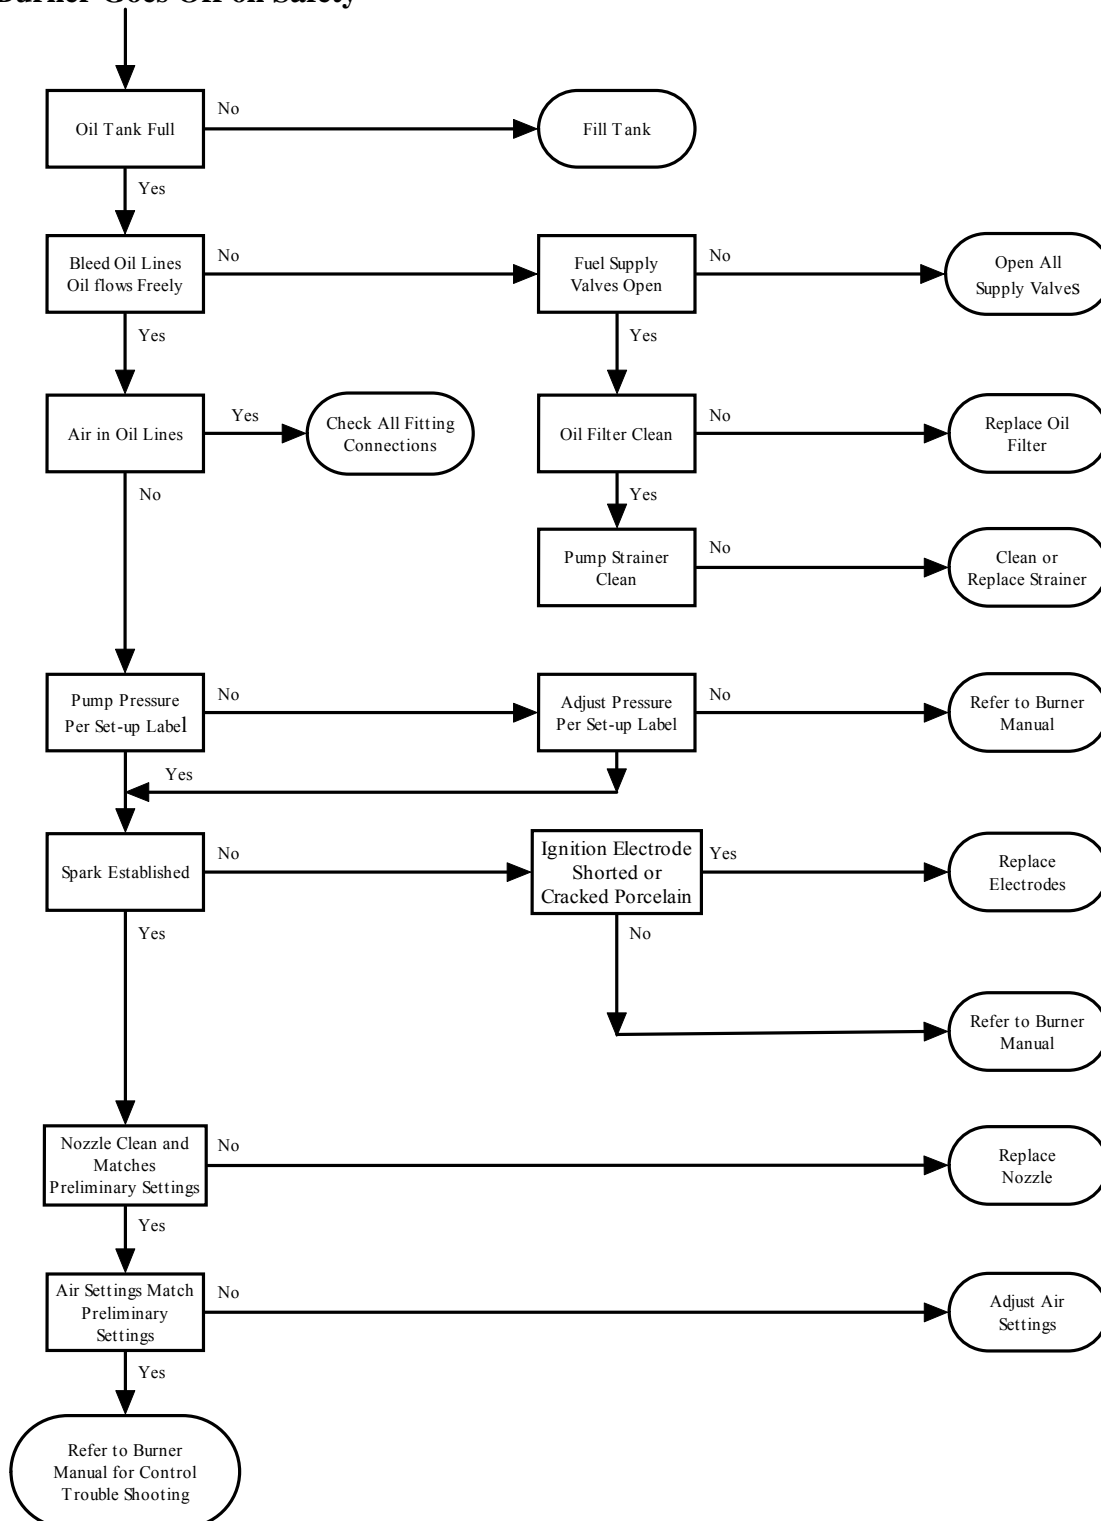 Burner Goes Off on Safety
Oil Tank Full
No
Fill Tank
Yes
Bleed Oil Lines
Oil flows Freely
No
Fuel Supply
Valves Open
No
Open All
Supply Valves
Yes
Yes
Air in Oil Lines
Yes
Check All Fitting
Connections
Oil Filter Clean
No
Replace Oil
Filter
No
Yes
Pump Strainer
Clean
No
Clean or
Replace Strainer
Pump Pressure
Per Set-up Label
No
Adjust Pressure
Per Set-up Label
No
Refer to Burner
Manual
Yes
Spark Established
No
Ignition Electrode
Shorted or
Cracked Porcelain
Yes
Replace
Electrodes
Yes
No
Refer to Burner
Manual
Nozzle Clean and
Matches
Preliminary Settings
No
Replace
Nozzle
Yes
Air Settings Match
Preliminary
Settings
No
Adjust Air
Settings
Yes
Refer to Burner
Manual for Control
Trouble Shooting